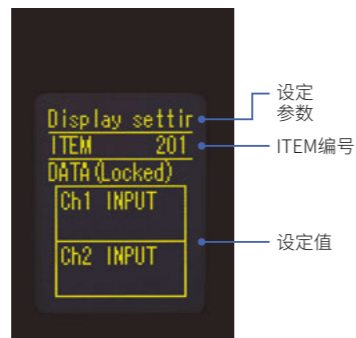 Display settir
ITEM 201
DATA(Locked)
Ch1 INPUT
Ch2 INPUT
设定
参数
ITEM编号
设定值